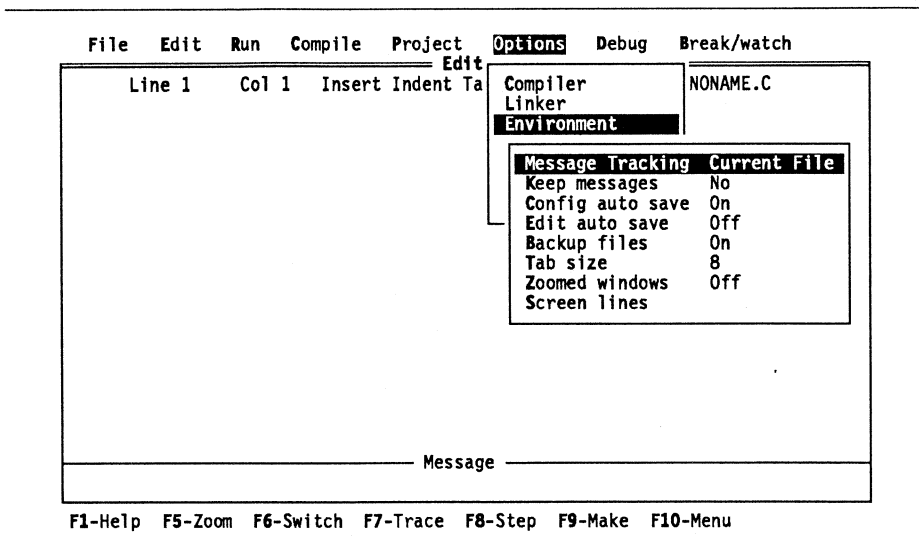 File Edit Run Compile Project Options Debug Break/watch
Edit
Line 1 Col 1 Insert Indent Ta
NONAME.C
Compiler
Linker
Environment
Message Tracking Current File
Keep messages No
Config auto save On
Edit auto save Off
Backup files On
Tab size 8
Zoomed windows Off
Screen lines
Message
F1-Help F5-Zoom F6-Switch F7-Trace F8-Step F9-Make F10-Menu